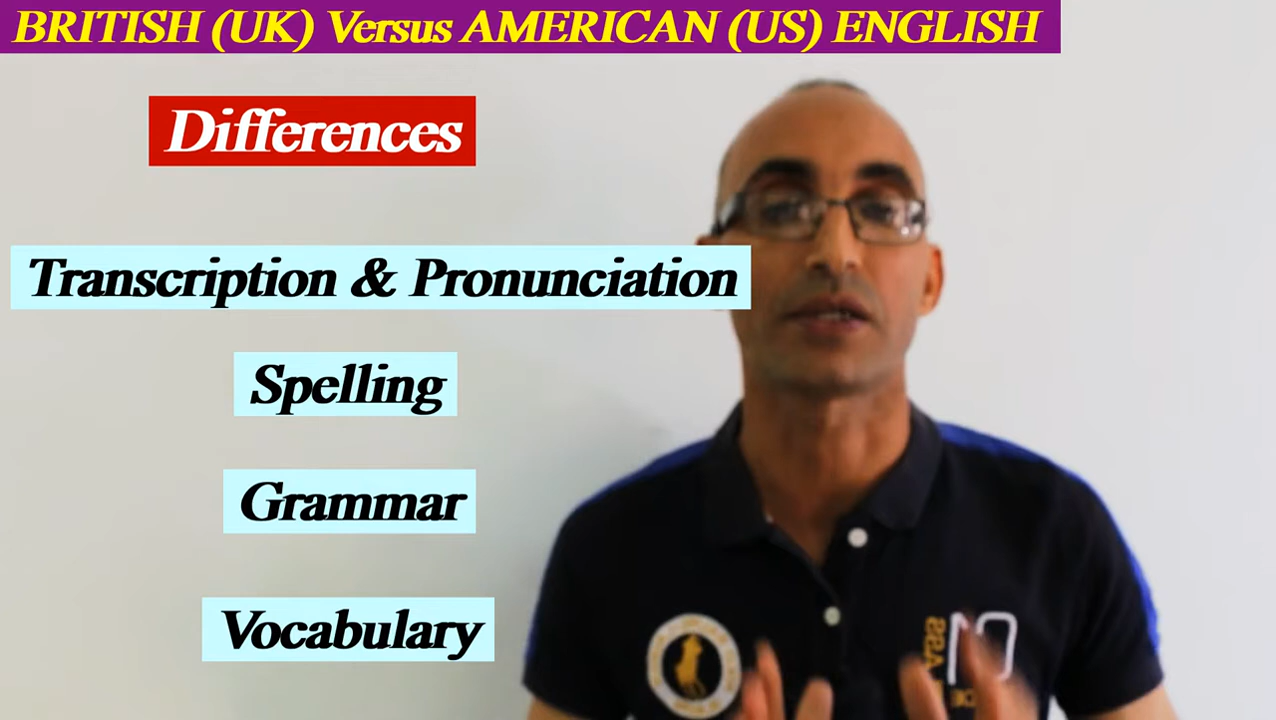 BRITISH (UK) Versus AMERICAN (US) ENGLISH
Differences
Transcription & Pronunciation
Spelling
Grammar
Vocabulary